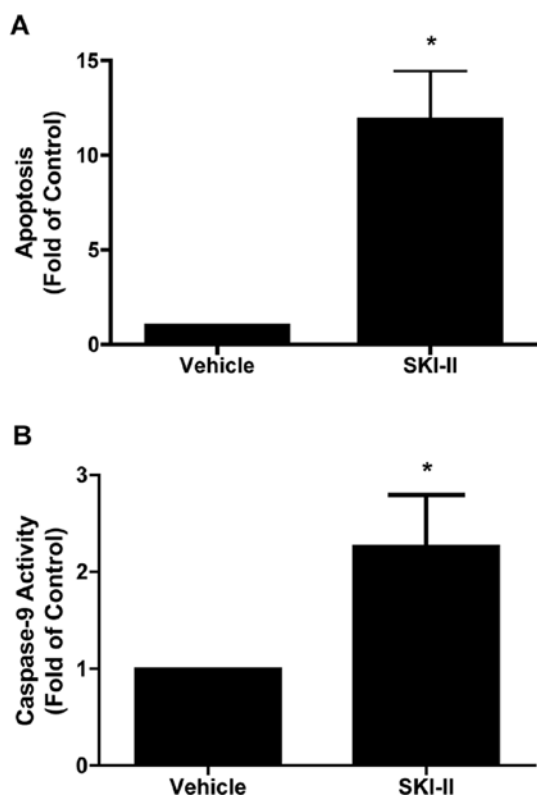 A
*
15
10
5
0
Apoptosis
(Fold of Control)
Vehicle
SKI-II
B
*
3
2
1
0
Caspase-9 Activity
(Fold of Control)
Vehicle
SKI-II